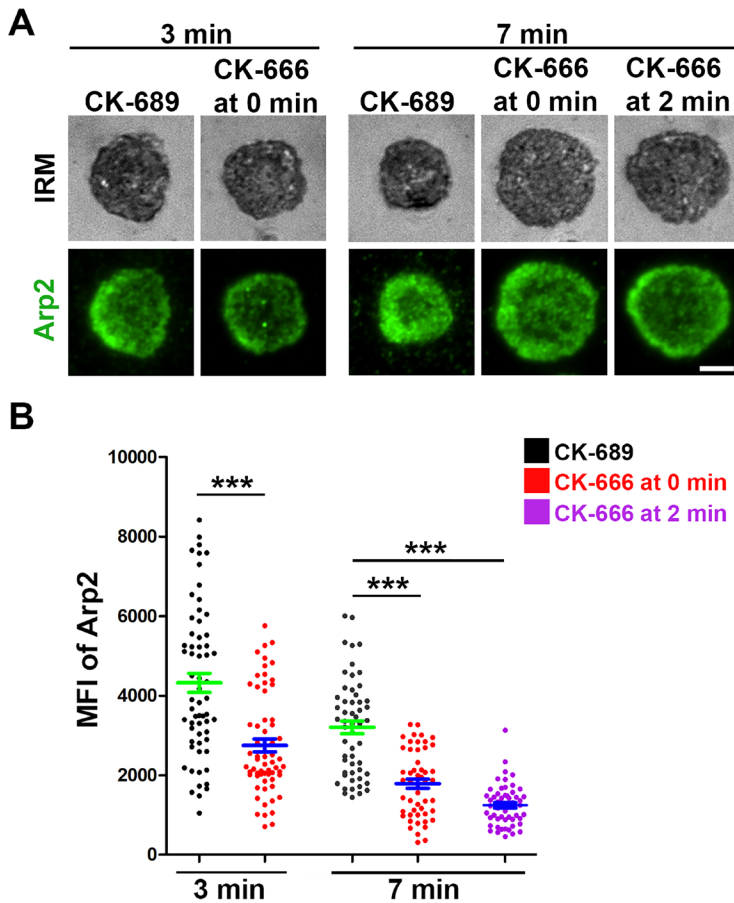 A
3 min
7 min
CK-689
CK-666
at 0 min
CK-689
CK-666
at 0 min
CK-666
at 2 min
IRM
Arp2
B
CK-689
CK-666 at 0 min
CK-666 at 2 min
MFI of Arp2
10000
8000
6000
4000
2000
0
***
***
***
3 min
7 min